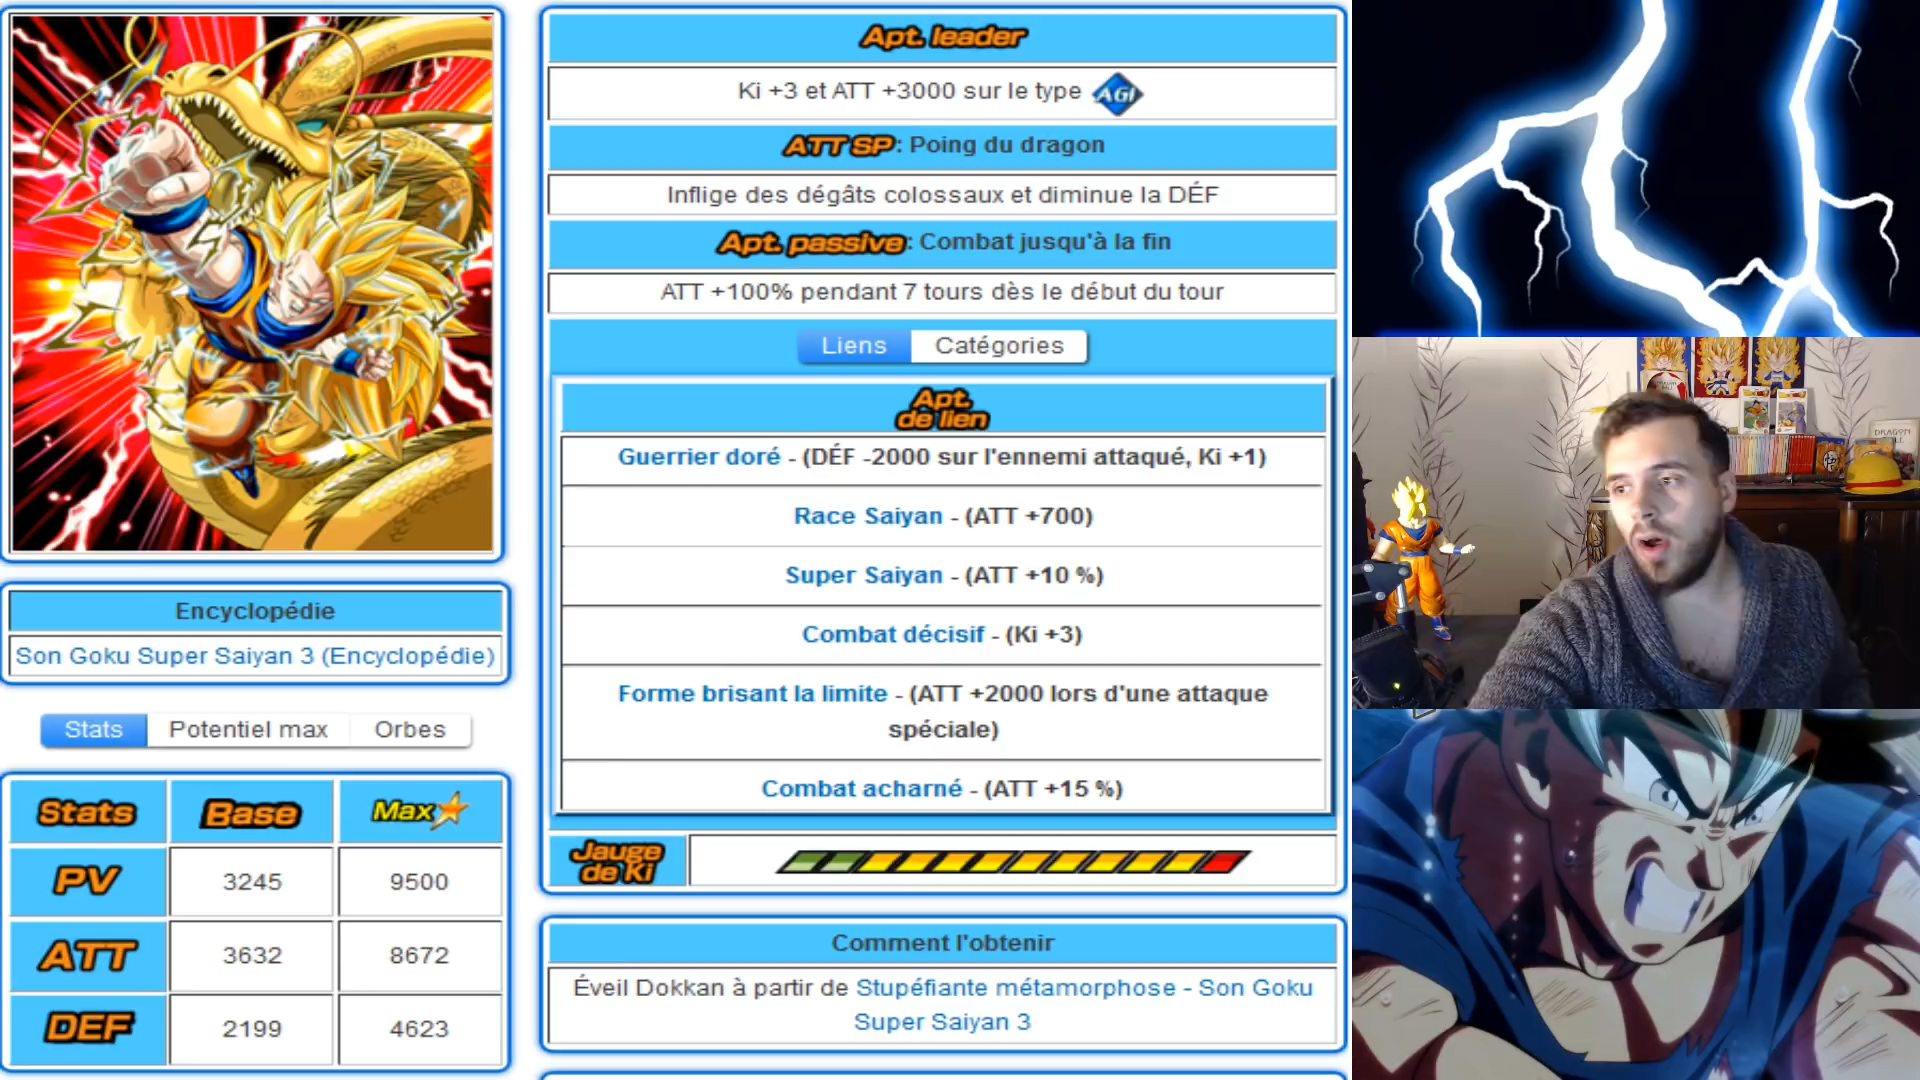 Apt. leader
Ki +3 et ATT +3000 sur le type AGI
ATT SP: Poing du dragon
Inflige des dégâts colossaux et diminue la DÉF
Apt. passive: Combat jusqu'à la fin
ATT +100% pendant 7 tours dès le début du tour
Liens Catégories
Apt.
de lien
Guerrier doré - (DÉF -2000 sur l'ennemi attaqué, Ki +1)
Race Saiyan - (ATT +700)
Super Saiyan - (ATT +10 %)
Combat décisif - (Ki +3)
Forme brisant la limite - (ATT +2000 lors d'une attaque
spéciale)
Combat acharné - (ATT +15 %)
Jauge
de Ki
Comment l'obtenir
Éveil Dokkan à partir de Stupéfiante métamorphose - Son Goku
Super Saiyan 3
Encyclopédie
Son Goku Super Saiyan 3 (Encyclopédie)
Stats Potentiel max Orbes
Stats Base Max
PV 3245 9500
ATT 3632 8672
DEF 2199 4623
DRAGON